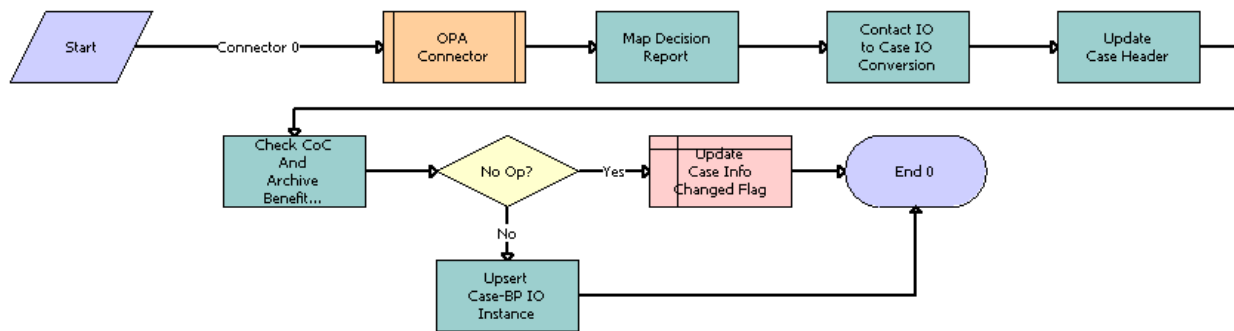 Start
Connector 0
OPA
Connector
Map Decision
Report
Contact IO
to Case IO
Conversion
Update
Case Header
Check CoC
And
Archive
Benefit...
No Op?
Yes
Update
Case Info
Changed Flag
End 0
No
Upsert
Case-BP IO
Instance